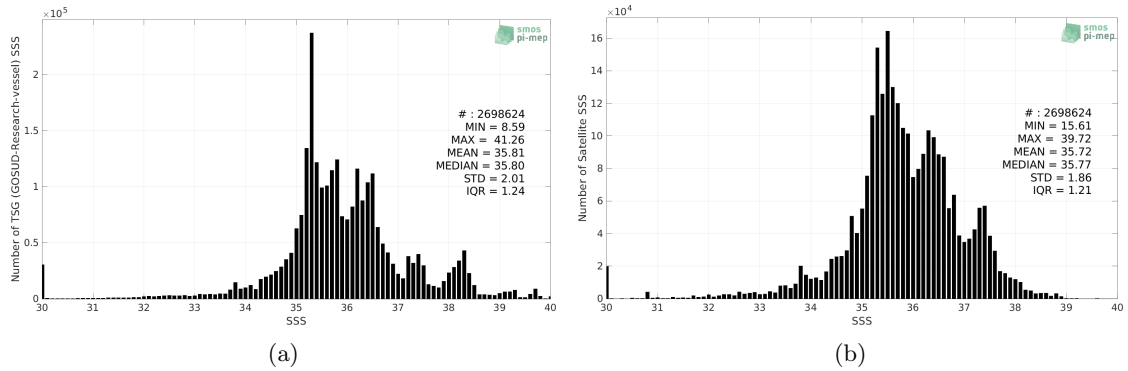 ×10⁵
smos
pi-mep
Number of TSG (GOSUD-Research-vessel) SSS
2
1.5
1
0.5
0
# : 2698624
MIN = 8.59
MAX = 41.26
MEAN = 35.81
MEDIAN = 35.80
STD = 2.01
IQR = 1.24
30 31 32 33 34 35 36 37 38 39 40
SSS
(a)
×10⁴
smos
pi-mep
Number of Satellite SSS
16
14
12
10
8
6
4
2
0
# : 2698624
MIN = 15.61
MAX = 39.72
MEAN = 35.72
MEDIAN = 35.77
STD = 1.86
IQR = 1.21
30 31 32 33 34 35 36 37 38 39 40
SSS
(b)